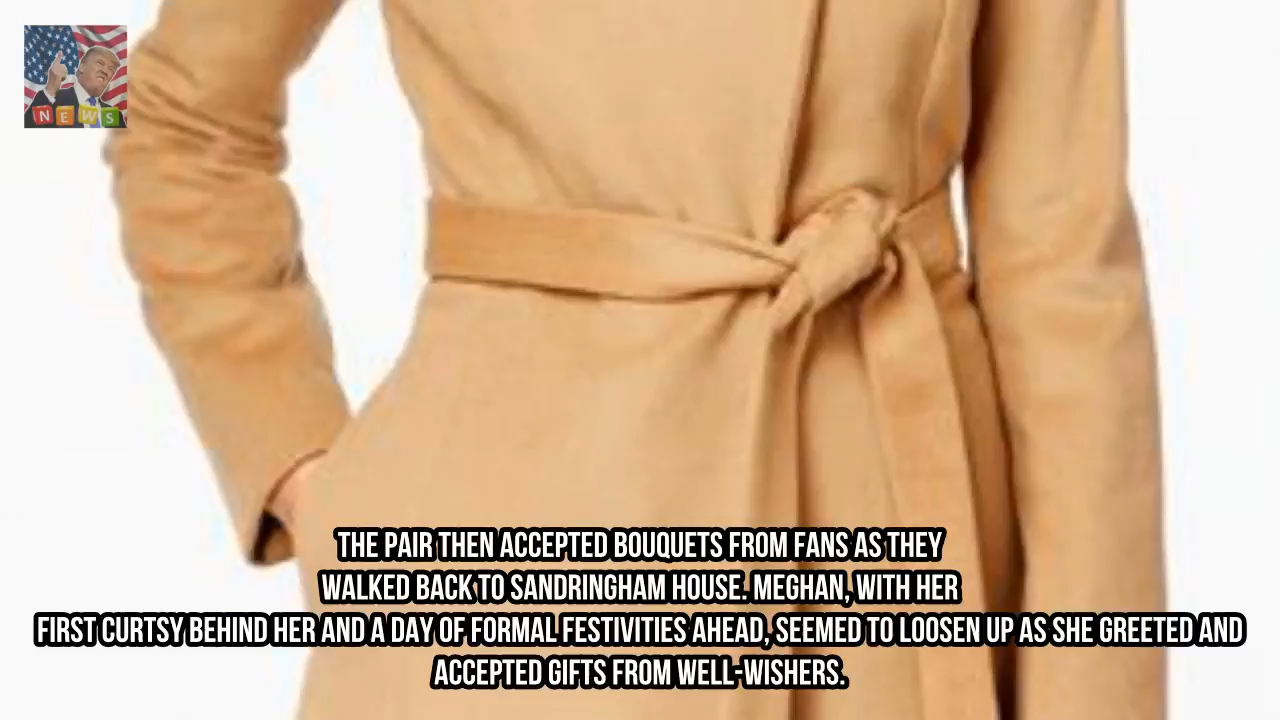 NEWS
THE PAIR THEN ACCEPTED BOUQUETS FROM FANS AS THEY
WALKED BACK TO SANDRINGHAM HOUSE. MEGHAN, WITH HER
FIRST CURTSY BEHIND HER AND A DAY OF FORMAL FESTIVITIES AHEAD, SEEMED TO LOOSEN UP AS SHE GREETED AND
ACCEPTED GIFTS FROM WELL-WISHERS.